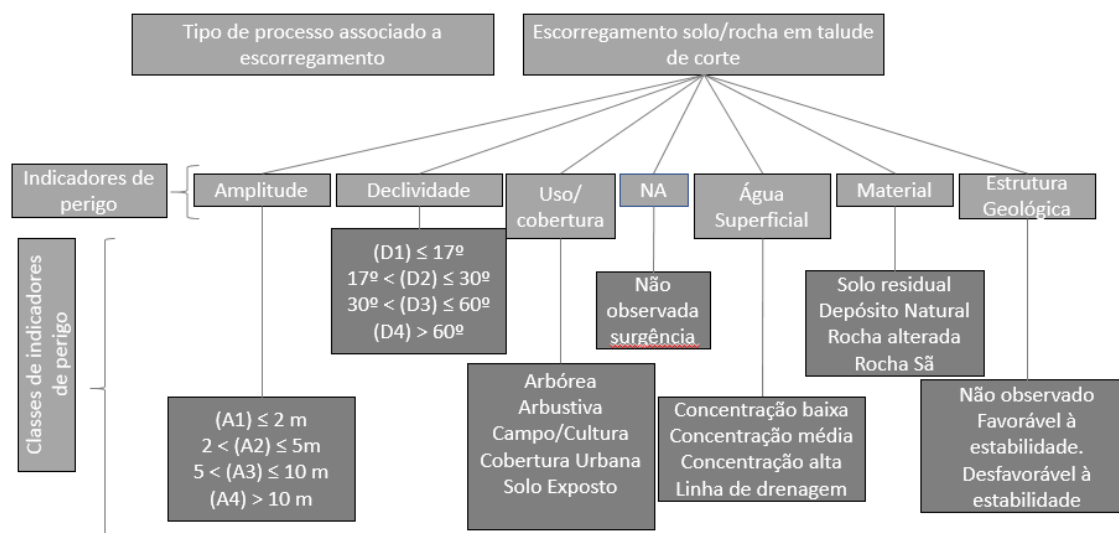 Tipo de processo associado a
escorregamento
Escorregamento solo/rocha em talude
de corte
Indicadores de
perigo
Amplitude
Declividade
Uso/
cobertura
NA
Água
Superficial
Material
Estrutura
Geológica
Classes de indicadores
de perigo
(A1) ≤ 2 m
2 < (A2) ≤ 5m
5 < (A3) ≤ 10 m
(A4) > 10 m
(D1) ≤ 17º
17º < (D2) ≤ 30º
30º < (D3) ≤ 60º
(D4) > 60º
Arbórea
Arbustiva
Campo/Cultura
Cobertura Urbana
Solo Exposto
Não
observada
surgência
Concentração baixa
Concentração média
Concentração alta
Linha de drenagem
Solo residual
Depósito Natural
Rocha alterada
Rocha Sã
Não observado
Favorável à
estabilidade.
Desfavorável à
estabilidade